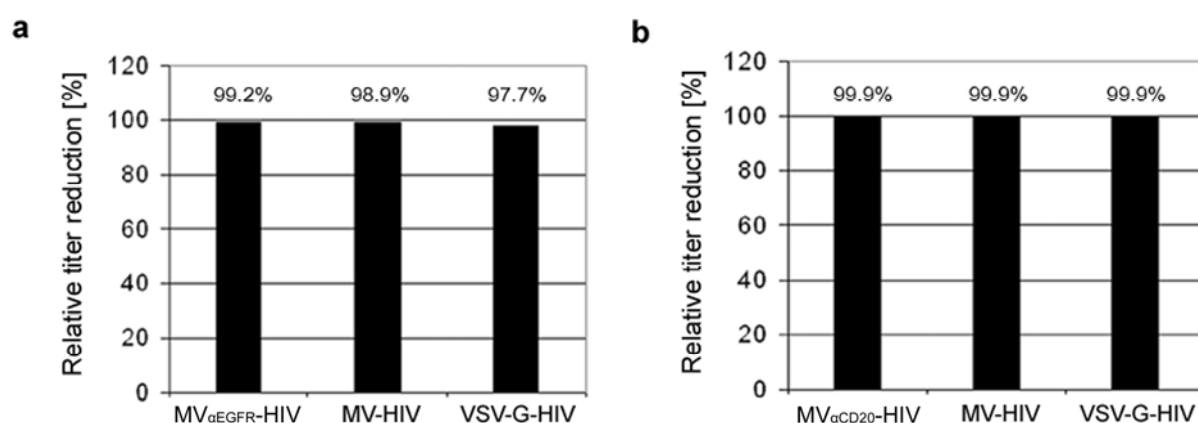 a
Relative titer reduction [%]
120
100
80
60
40
20
0
99.2% 98.9% 97.7%
MVαEGFR-HIV MV-HIV VSV-G-HIV
b
Relative titer reduction [%]
120
100
80
60
40
20
0
99.9% 99.9% 99.9%
MVαCD20-HIV MV-HIV VSV-G-HIV